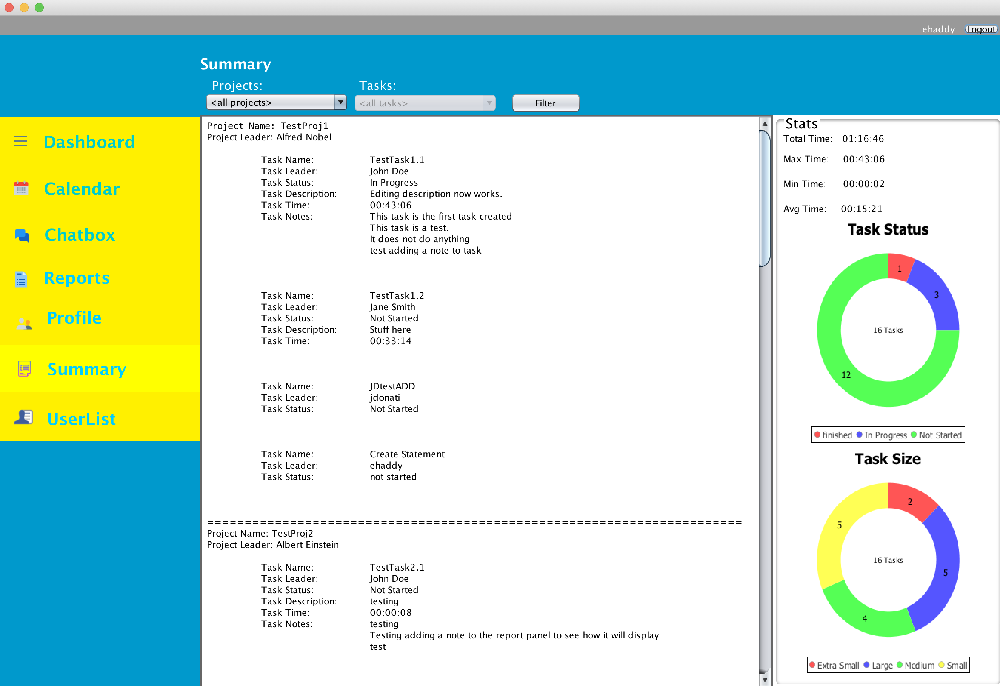 ehaddy Logout
Summary
Projects: Tasks:
<all projects> <all tasks> Filter
Dashboard
Calendar
Chatbox
Reports
Profile
Summary
UserList
Project Name: TestProj1
Project Leader: Alfred Nobel
Task Name: TestTask1.1
Task Leader: John Doe
Task Status: In Progress
Task Description: Editing description now works.
Task Time: 00:43:06
Task Notes: This task is the first task created
This task is a test.
It does not do anything
test adding a note to task
Task Name: TestTask1.2
Task Leader: Jane Smith
Task Status: Not Started
Task Description: Stuff here
Task Time: 00:33:14
Task Name: JDtestADD
Task Leader: jdonati
Task Status: Not Started
Task Name: Create Statement
Task Leader: ehaddy
Task Status: not started
=======================================================================
Project Name: TestProj2
Project Leader: Albert Einstein
Task Name: TestTask2.1
Task Leader: John Doe
Task Status: Not Started
Task Description: testing
Task Time: 00:00:08
Task Notes: testing
Testing adding a note to the report panel to see how it will display
test
Stats
Total Time: 01:16:46
Max Time: 00:43:06
Min Time: 00:00:02
Avg Time: 00:15:21
Task Status
1
3
16 Tasks
12
finished In Progress Not Started
Task Size
2
5
16 Tasks
5
4
Extra Small Large Medium Small